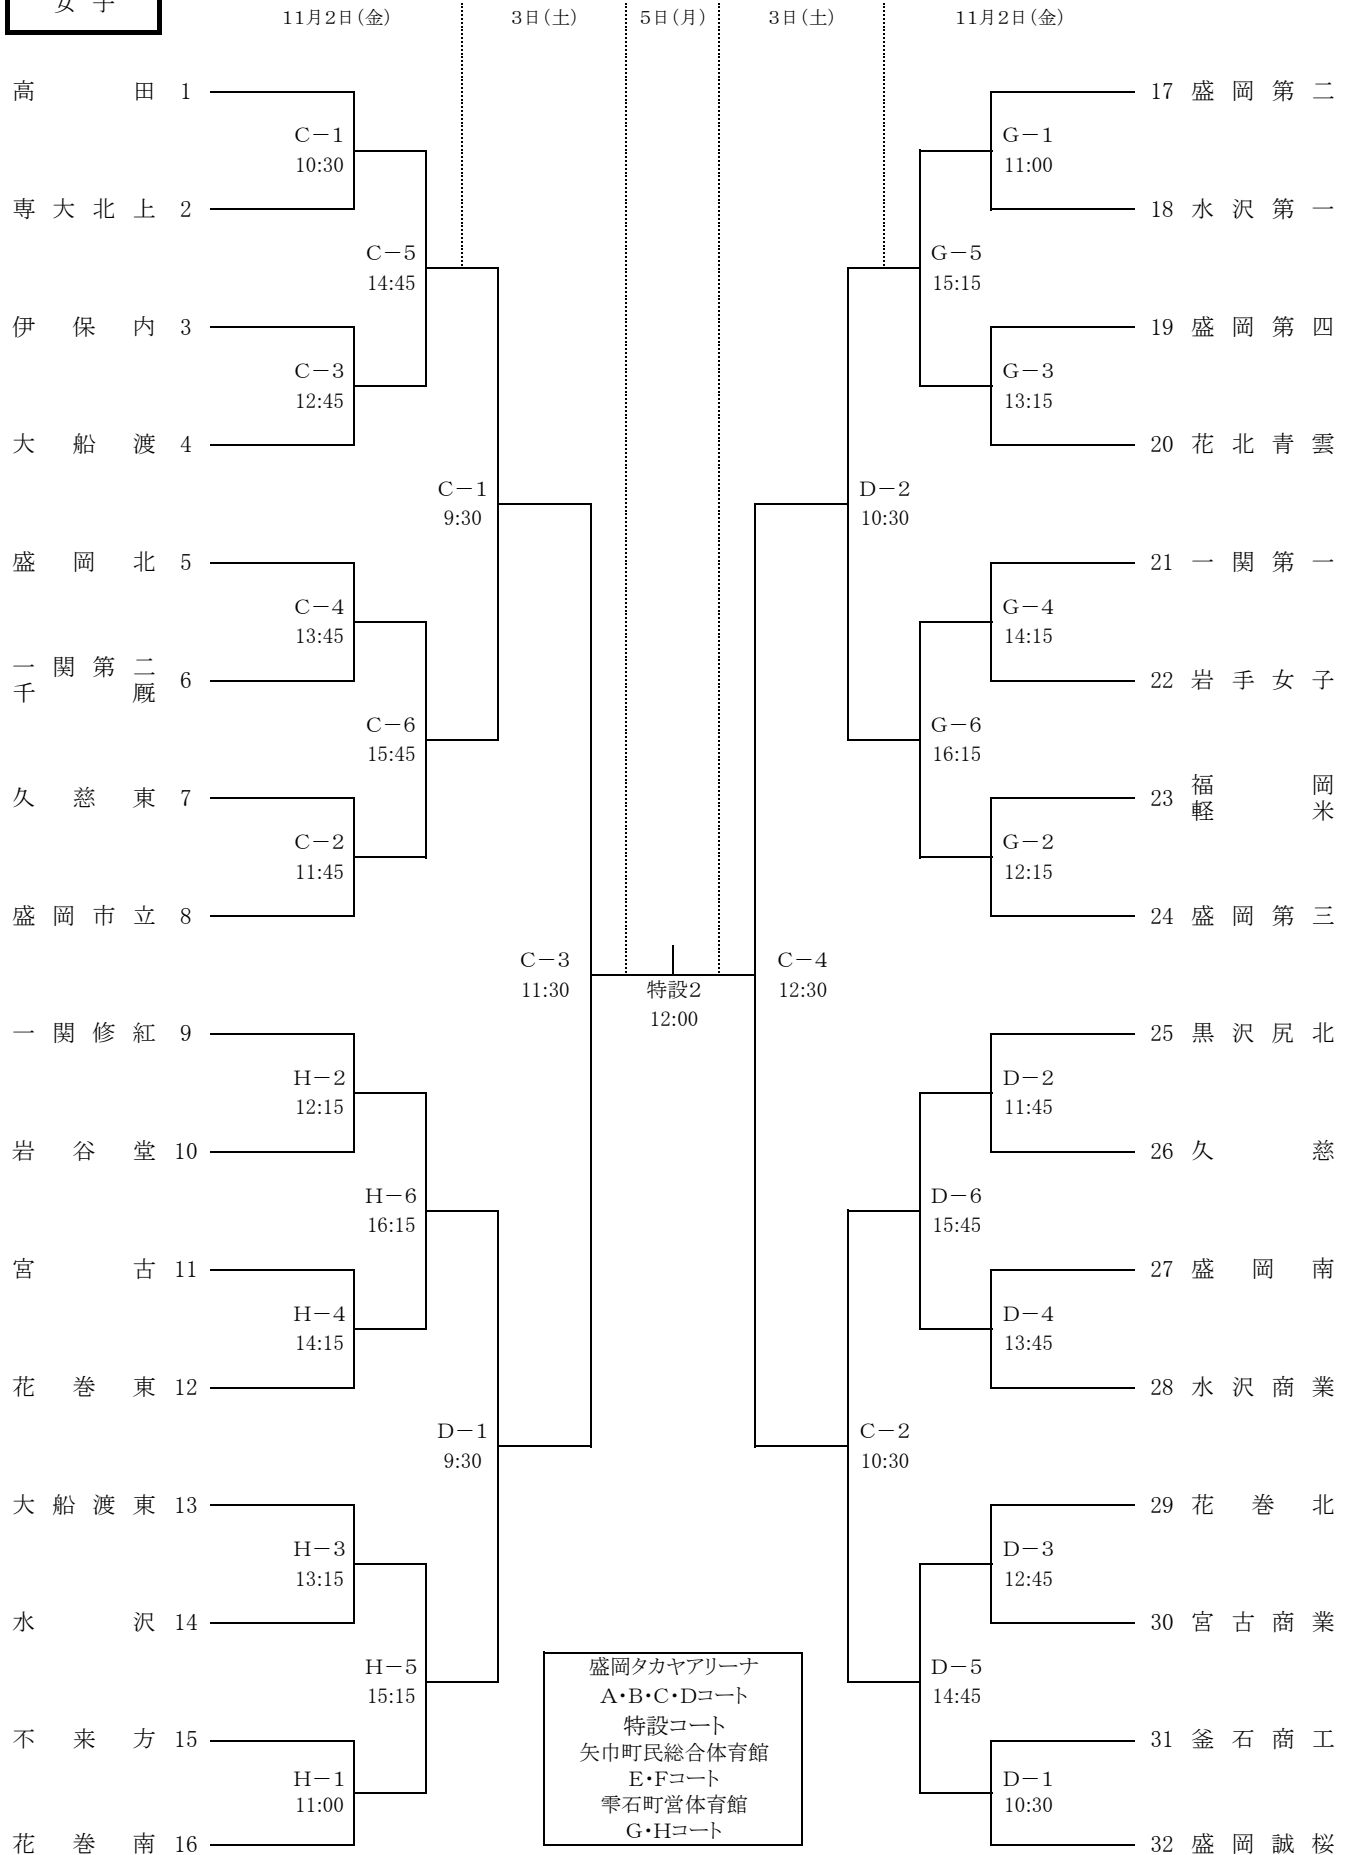 女子
11月2日(金) 3日(土) 5日(月) 3日(土) 11月2日(金)
高田 1
C－1
10:30
専大北上 2
C－5
14:45
伊保内 3
C－3
12:45
大船渡 4
C－1
9:30
盛岡北 5
C－4
13:45
一関第二
千厩 6
C－6
15:45
久慈東 7
C－2
11:45
盛岡市立 8
C－3
11:30
一関修紅 9
H－2
12:15
岩谷堂 10
H－6
16:15
宮古 11
H－4
14:15
花巻東 12
D－1
9:30
大船渡東 13
H－3
13:15
水沢 14
H－5
15:15
不来方 15
H－1
11:00
花巻南 16
特設2
12:00
17 盛岡第二
G－1
11:00
18 水沢第一
G－5
15:15
19 盛岡第四
G－3
13:15
20 花北青雲
D－2
10:30
21 一関第一
G－4
14:15
22 岩手女子
G－6
16:15
23 福岡
軽米
G－2
12:15
24 盛岡第三
C－4
12:30
25 黒沢尻北
D－2
11:45
26 久慈
D－6
15:45
27 盛岡南
D－4
13:45
28 水沢商業
C－2
10:30
29 花巻北
D－3
12:45
30 宮古商業
D－5
14:45
31 釜石商工
D－1
10:30
32 盛岡誠桜
盛岡タカヤアリーナ
A・B・C・Dコート
特設コート
矢巾町民総合体育館
E・Fコート
雫石町営体育館
G・Hコート